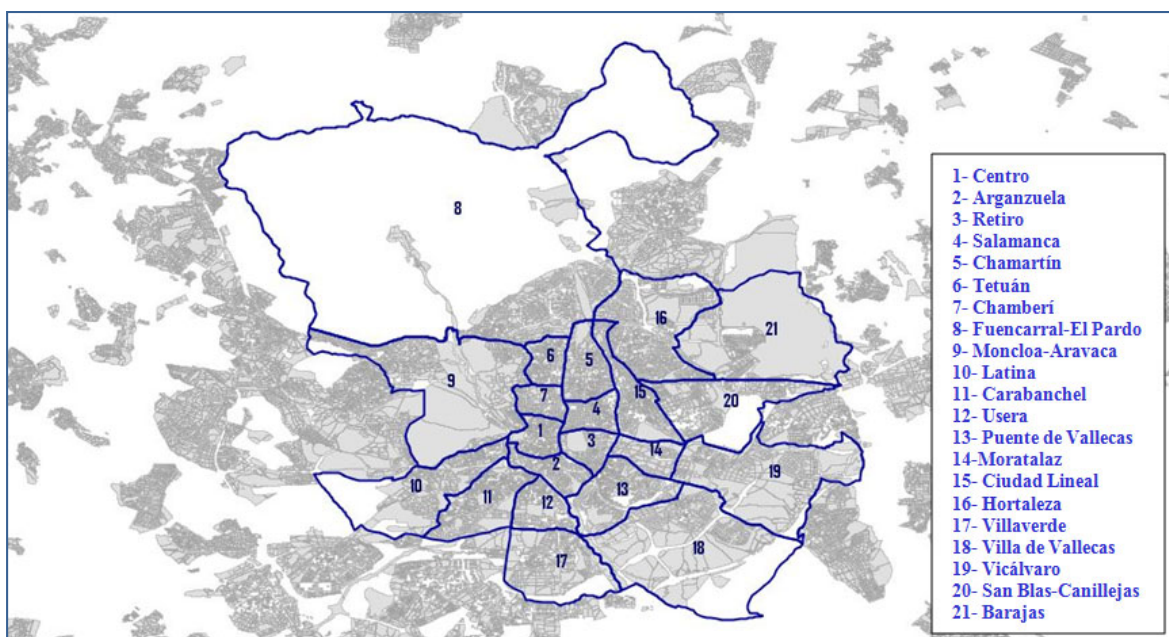 8
16
21
6
5
9
7
15
20
4
1
3
14
2
19
10
11
12
13
18
17
1- Centro
2- Arganzuela
3- Retiro
4- Salamanca
5- Chamartín
6- Tetuán
7- Chamberí
8- Fuencarral-El Pardo
9- Moncloa-Aravaca
10- Latina
11- Carabanchel
12- Usera
13- Puente de Vallecas
14-Moratalaz
15- Ciudad Lineal
16- Hortaleza
17- Villaverde
18- Villa de Vallecas
19- Vicálvaro
20- San Blas-Canillejas
21- Barajas